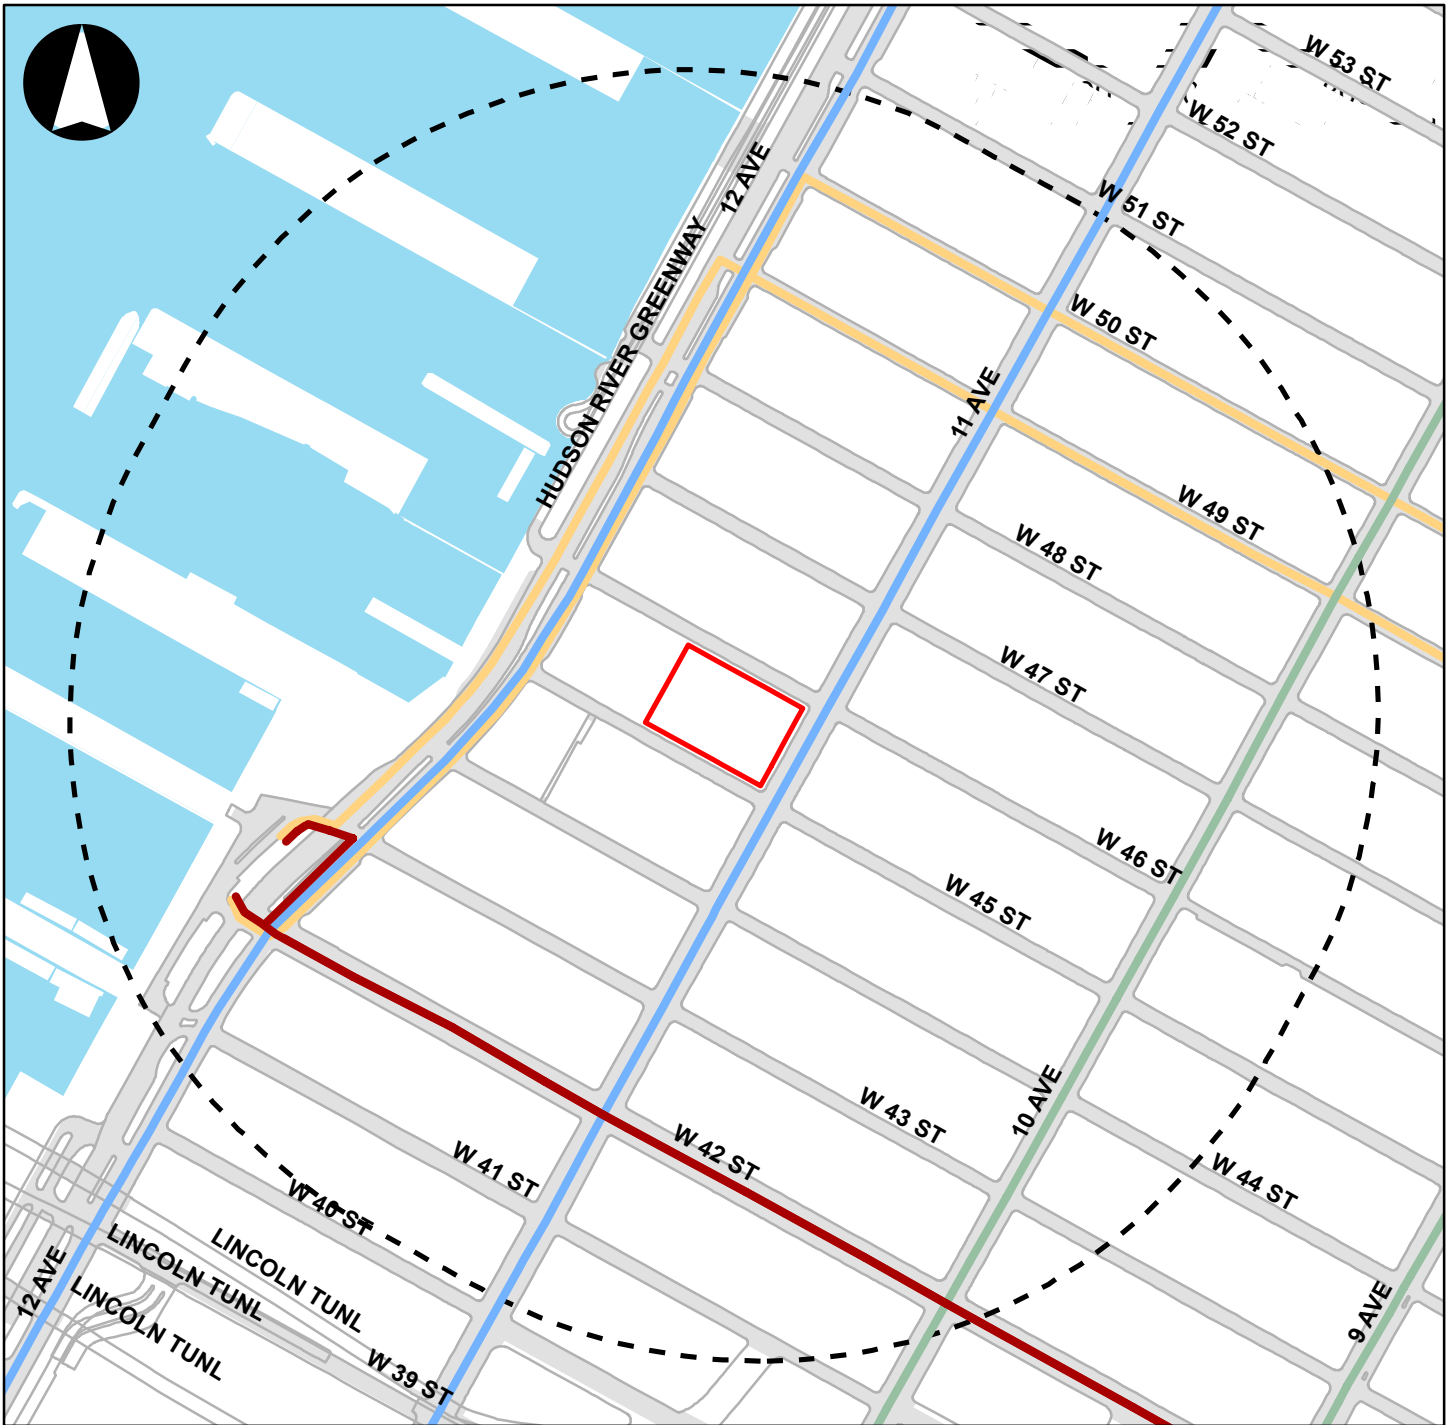 W 53 ST
W 52 ST
12 AVE
W 51 ST
HUDSON RIVER GREENWAY
W 50 ST
11 AVE
W 49 ST
W 48 ST
W 47 ST
W 46 ST
W 45 ST
10 AVE
W 43 ST
W 42 ST
W 41 ST
W 44 ST
W 40 ST
LINCOLN TUNL
LINCOLN TUNL
12 AVE
LINCOLN TUNL
9 AVE
W 39 ST